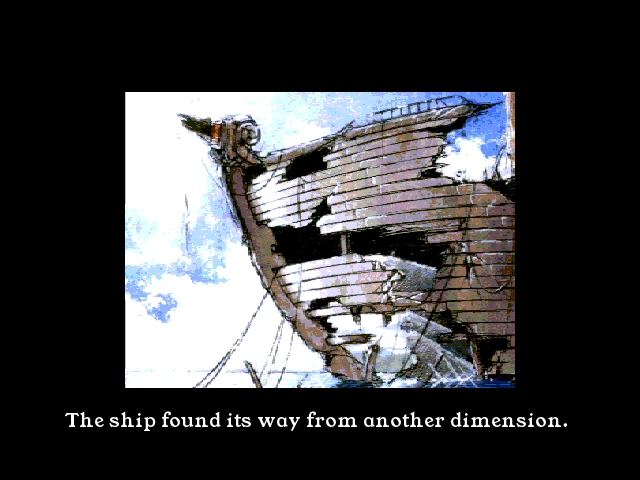 The ship found its way from another dimension.